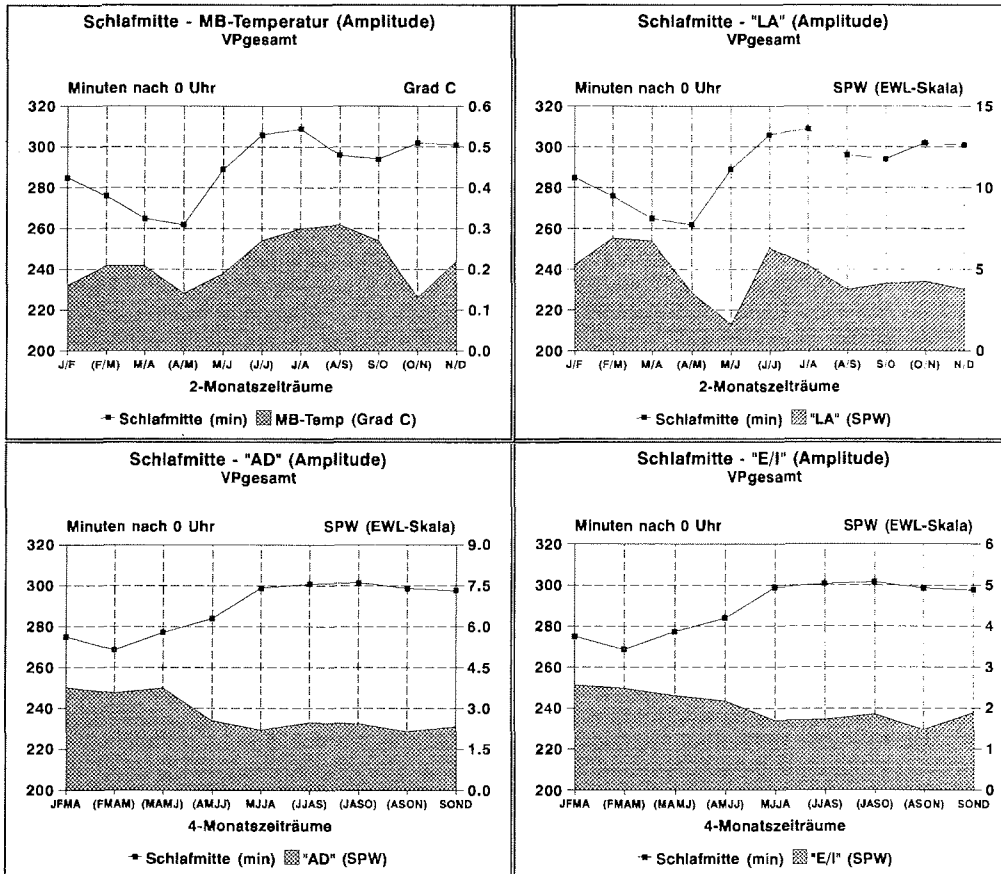 Schlafmitte - MB-Temperatur (Amplitude)
VPgesamt
Minuten nach 0 Uhr Grad C
320 0.6
300 0.5
280 0.4
260 0.3
240 0.2
220 0.1
200 0.0
J/F (F/M) M/A (A/M) M/J (J/J) J/A (A/S) S/O (O/N) N/D
2-Monatszeiträume
Schlafmitte (min) MB-Temp (Grad C)
Schlafmitte - "LA" (Amplitude)
VPgesamt
Minuten nach 0 Uhr SPW (EWL-Skala)
320 15
300
280 10
260
240 5
220
200 0
J/F (F/M) M/A (A/M) M/J (J/J) J/A (A/S) S/O (O/N) N/D
2-Monatszeiträume
Schlafmitte (min) "LA" (SPW)
Schlafmitte - "AD" (Amplitude)
VPgesamt
Minuten nach 0 Uhr SPW (EWL-Skala)
320 9.0
300 7.5
280 6.0
260 4.5
240 3.0
220 1.5
200 0.0
JFMA (FMAM) (MAMJ) (AMJJ) MJJA (JJAS) (JASO) (ASON) SOND
4-Monatszeiträume
Schlafmitte (min) "AD" (SPW)
Schlafmitte - "E/I" (Amplitude)
VPgesamt
Minuten nach 0 Uhr SPW (EWL-Skala)
320 6
300 5
280 4
260 3
240 2
220 1
200 0
JFMA (FMAM) (MAMJ) (AMJJ) MJJA (JJAS) (JASO) (ASON) SOND
4-Monatszeiträume
Schlafmitte (min) "E/I" (SPW)